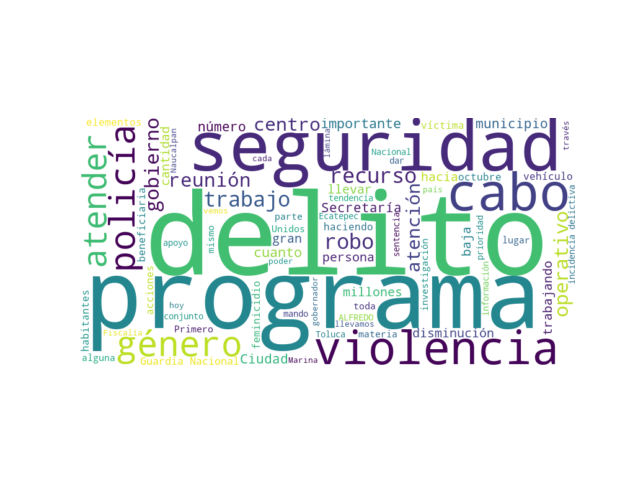 elementos
número
centro
importante
víctima
municipio
través
seguridad
Naucalpan
cantidad
gobierno
policía
atender
cada
lámina
Nacional
dar
recurso
hacia
vehículo
reunión
llevar
octubre
cabo
país
tendencia
trabajo
Secretaría
beneficiaria
vemos
delito
mismo
parte
Ecatepec
Unidos
haciendo
gran
robo
sentencias
atención
baja
prioridad
operativo
incidencia delictiva
apoyo
cuanto
persona
lugar
poder
investigación
información
trabajando
programa
habitantes
acciones
feminicidio
millones
gobernador
hoy
toda
conjunto
mando
ALFREDO
Fiscalía
Primero
llevamos
género
Toluca
materia
disminución
alguna
Guardia Nacional
Ciudad
Marina
violencia